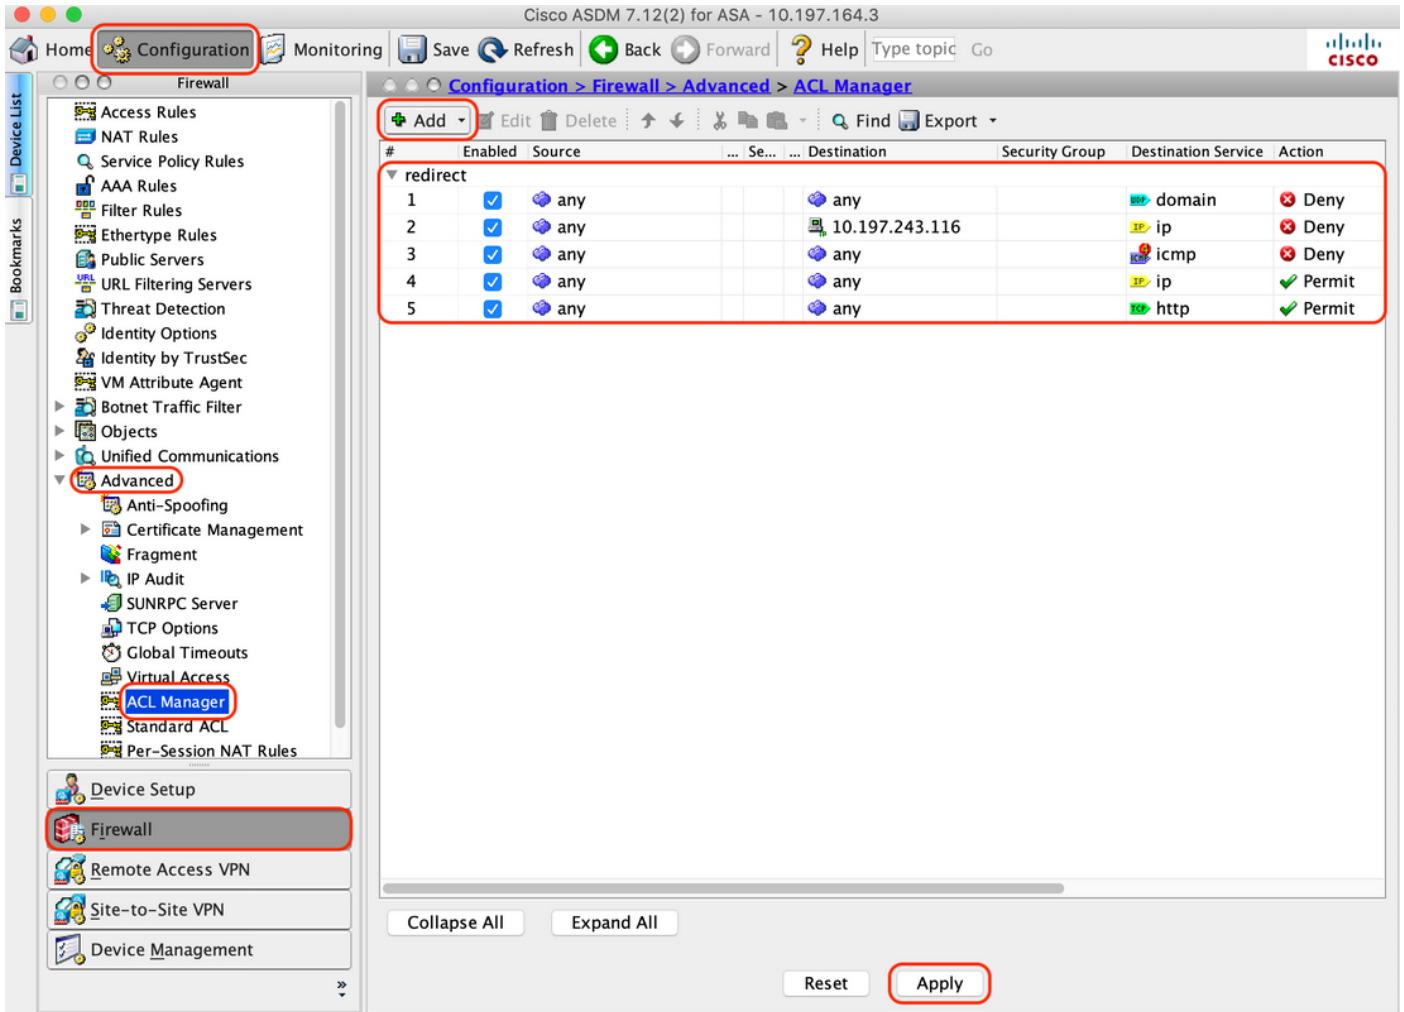 Cisco ASDM 7.12(2) for ASA - 10.197.164.3
Home Configuration Monitoring Save Refresh Back Forward Help Type topic Go
CISCO
Device List
Bookmarks
Firewall
Access Rules
NAT Rules
Service Policy Rules
AAA Rules
Filter Rules
Ethertype Rules
Public Servers
URL Filtering Servers
Threat Detection
Identity Options
Identity by TrustSec
VM Attribute Agent
Botnet Traffic Filter
Objects
Unified Communications
Advanced
Anti-Spoofing
Certificate Management
Fragment
IP Audit
SUNRPC Server
TCP Options
Global Timeouts
Virtual Access
ACL Manager
Standard ACL
Per-Session NAT Rules
Device Setup
Firewall
Remote Access VPN
Site-to-Site VPN
Device Management
»
Configuration > Firewall > Advanced > ACL Manager
Add Edit Delete Find Export
# Enabled Source ... Se... ... Destination Security Group Destination Service Action
redirect
1 any any UDP domain Deny
2 any 10.197.243.116 IP ip Deny
3 any any ICMP icmp Deny
4 any any IP ip Permit
5 any any TCP http Permit
Collapse All Expand All
Reset Apply